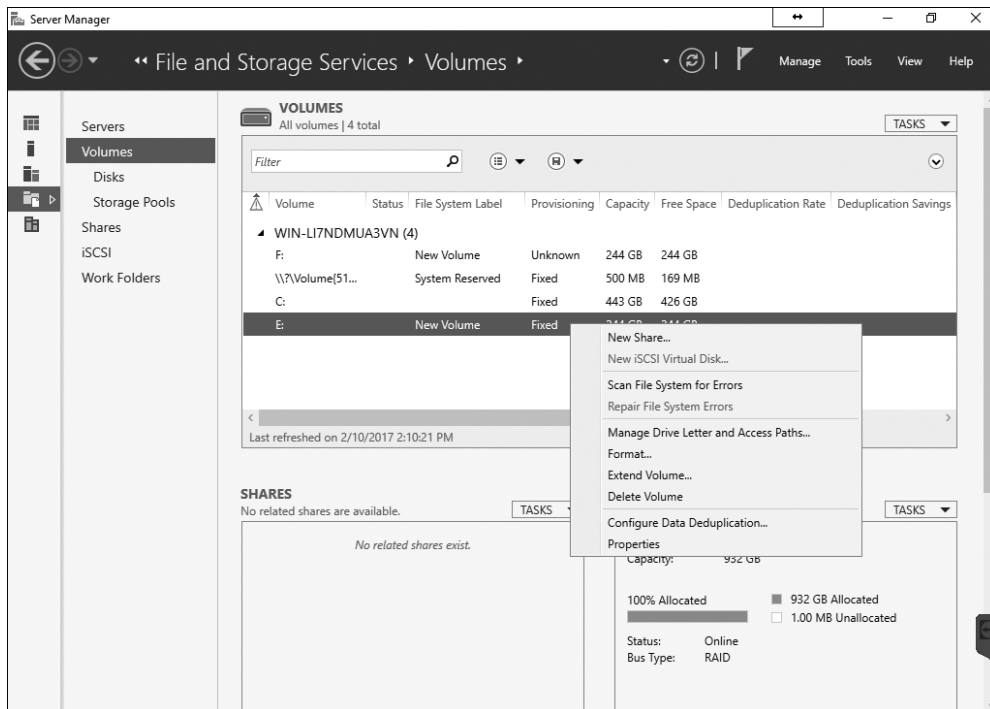 Server Manager
File and Storage Services ‣ Volumes ‣
Manage Tools View Help
Servers
Volumes
Disks
Storage Pools
Shares
iSCSI
Work Folders
VOLUMES
All volumes | 4 total
TASKS
Filter
Volume Status File System Label Provisioning Capacity Free Space Deduplication Rate Deduplication Savings
WIN-LI7NDMUA3VN (4)
F: New Volume Unknown 244 GB 244 GB
\\?\Volume{51... System Reserved Fixed 500 MB 169 MB
C: Fixed 443 GB 426 GB
E: New Volume Fixed
Last refreshed on 2/10/2017 2:10:21 PM
New Share...
New iSCSI Virtual Disk...
Scan File System for Errors
Repair File System Errors
Manage Drive Letter and Access Paths...
Format...
Extend Volume...
Delete Volume
Configure Data Deduplication...
Properties
SHARES
No related shares are available.
TASKS
No related shares exist.
TASKS
Capacity: 932 GB
100% Allocated
932 GB Allocated
1.00 MB Unallocated
Status: Online
Bus Type: RAID